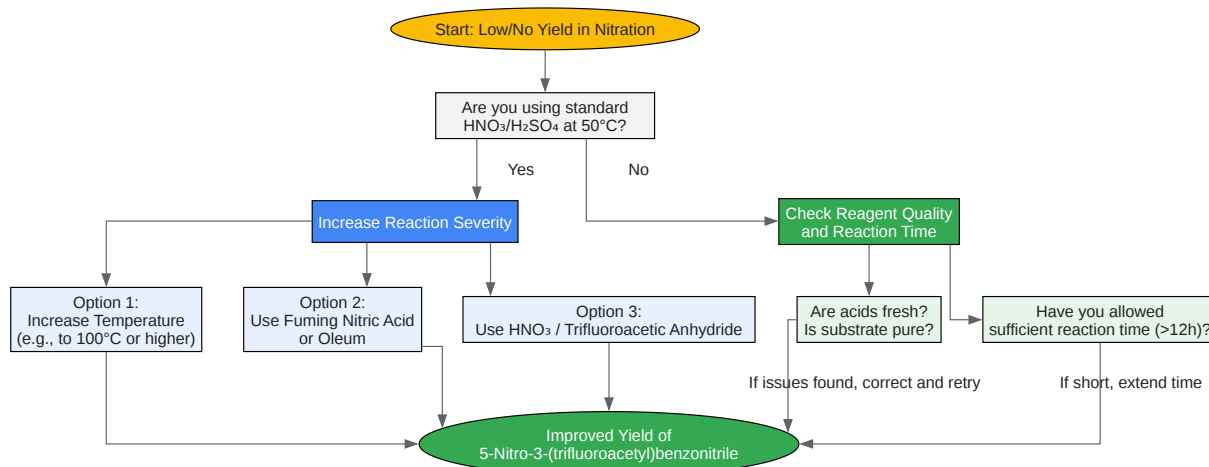 Start: Low/No Yield in Nitration
Are you using standard
HNO₃/H₂SO₄ at 50°C?
Yes
No
Increase Reaction Severity
Check Reagent Quality
and Reaction Time
Option 1:
Increase Temperature
(e.g., to 100°C or higher)
Option 2:
Use Fuming Nitric Acid
or Oleum
Option 3:
Use HNO₃ / Trifluoroacetic Anhydride
Are acids fresh?
Is substrate pure?
Have you allowed
sufficient reaction time (>12h)?
If issues found, correct and retry
If short, extend time
Improved Yield of
5-Nitro-3-(trifluoroacetyl)benzonitrile